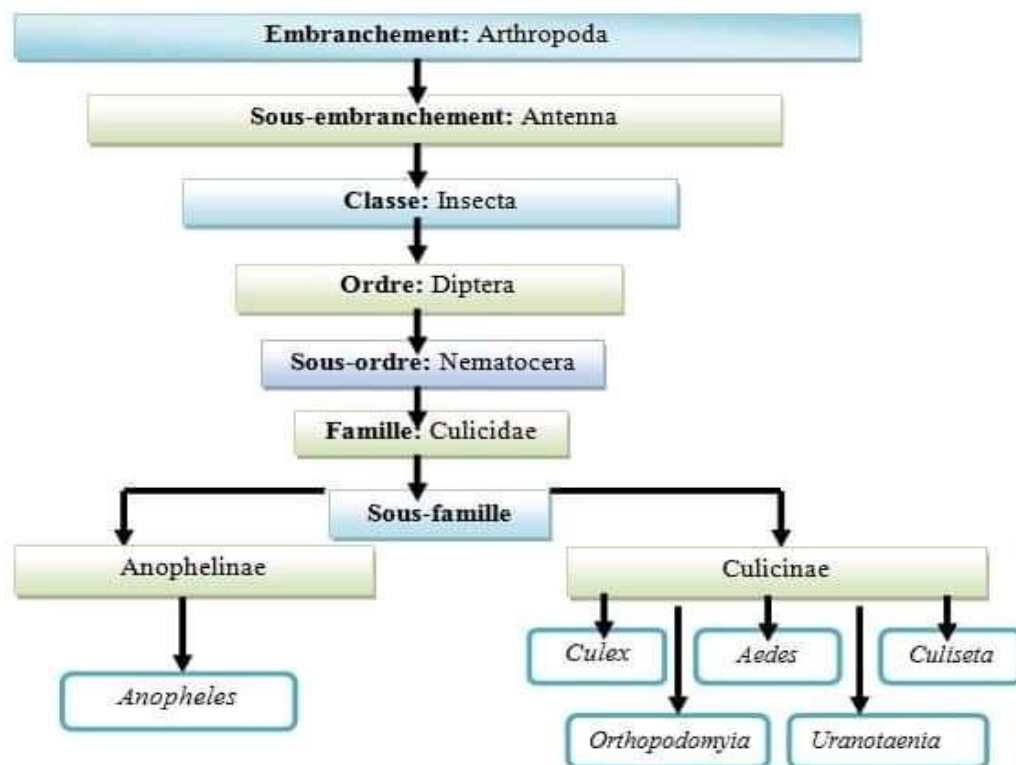 Embranchement: Arthropoda
Sous-embranchement: Antenna
Classe: Insecta
Ordre: Diptera
Sous-ordre: Nematocera
Famille: Culicidae
Sous-famille
Anophelinae
Culicinae
Culex
Aedes
Culiseta
Anopheles
Orthopodomyia
Uranotaenia